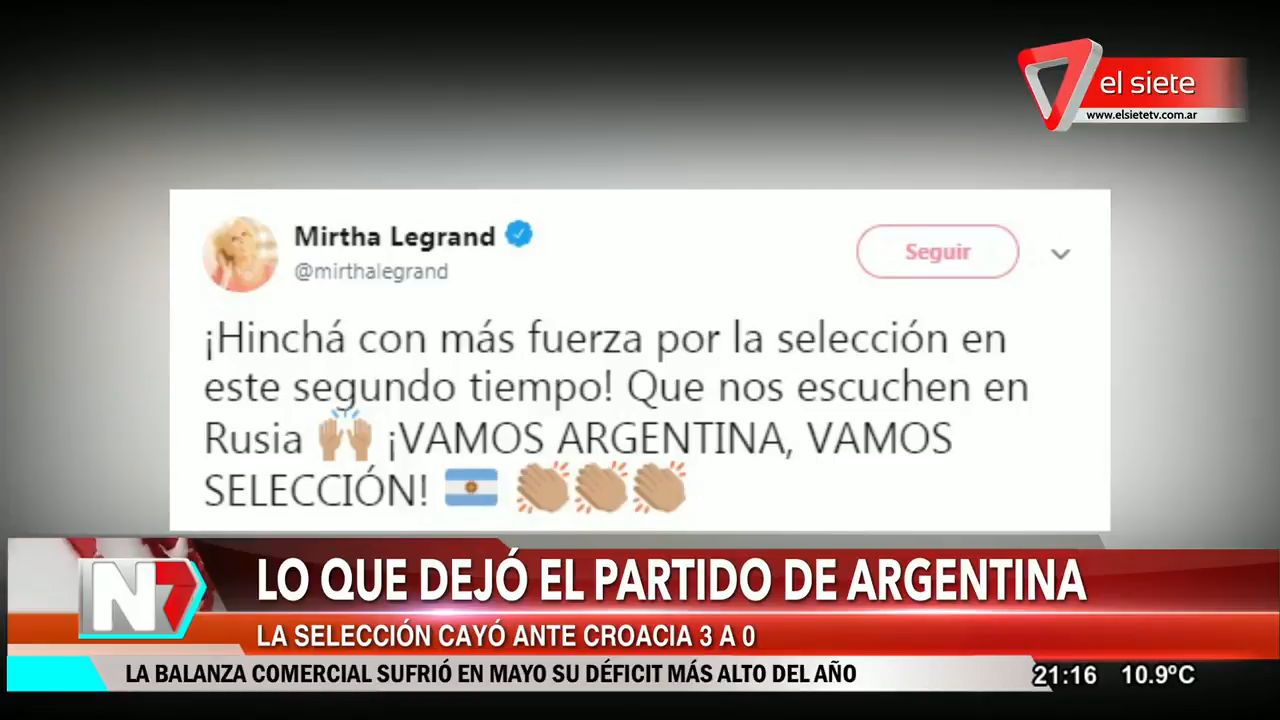 el siete
www.elsietetv.com.ar
Mirtha Legrand
@mirthalegrand
Seguir
¡Hinchá con más fuerza por la selección en
este segundo tiempo! Que nos escuchen en
Rusia 🙌🏽 ¡VAMOS ARGENTINA, VAMOS
SELECCIÓN! 🇦🇷 👏🏽👏🏽👏🏽
N7
LO QUE DEJÓ EL PARTIDO DE ARGENTINA
LA SELECCIÓN CAYÓ ANTE CROACIA 3 A 0
LA BALANZA COMERCIAL SUFRIÓ EN MAYO SU DÉFICIT MÁS ALTO DEL AÑO
21:16 10.9°C